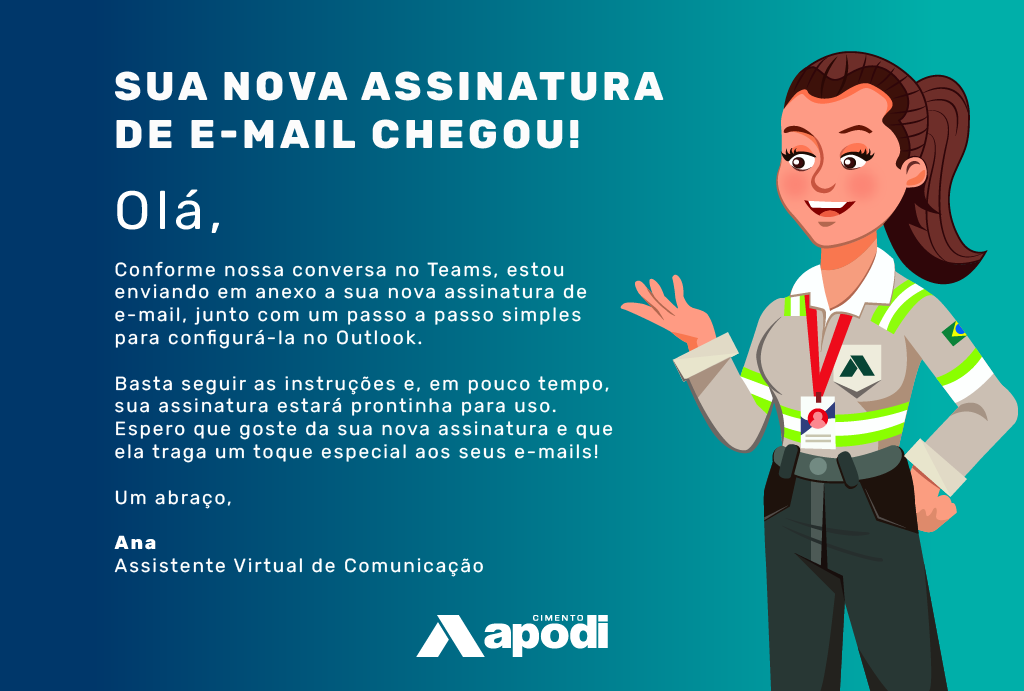 SUA NOVA ASSINATURA
DE E-MAIL CHEGOU!
Olá,
Conforme nossa conversa no Teams, estou
enviando em anexo a sua nova assinatura de
e-mail, junto com um passo a passo simples
para configurá-la no Outlook.
Basta seguir as instruções e, em pouco tempo,
sua assinatura estará prontinha para uso.
Espero que goste da sua nova assinatura e que
ela traga um toque especial aos seus e-mails!
Um abraço,
Ana
Assistente Virtual de Comunicação
CIMENTO
apodi